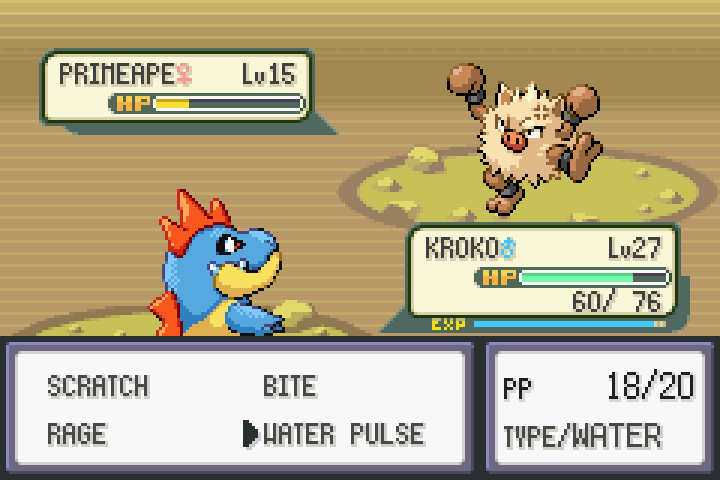 PRIMEAPE♀ Lv15
HP
KROKO♂ Lv27
HP
60/ 76
EXP
SCRATCH BITE
RAGE ▶WATER PULSE
PP 18/20
TYPE/WATER